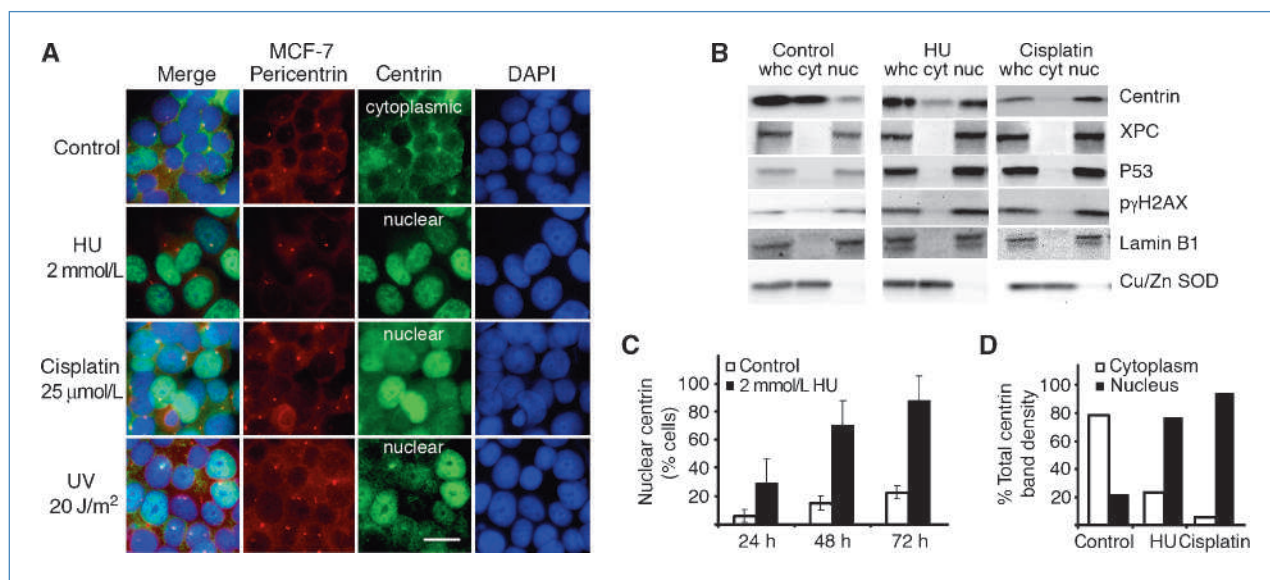 A
MCF-7
Merge Pericentrin Centrin DAPI
Control
cytoplasmic
HU
2 mmol/L
nuclear
Cisplatin
25 μmol/L
nuclear
UV
20 J/m²
nuclear
B
Control HU Cisplatin
whc cyt nuc whc cyt nuc whc cyt nuc
Centrin
XPC
P53
pγH2AX
Lamin B1
Cu/Zn SOD
C
Control
2 mmol/L HU
Nuclear centrin
(% cells)
100
80
60
40
20
24 h 48 h 72 h
D
Cytoplasm
Nucleus
% Total centrin
band density
100
80
60
40
20
Control HU Cisplatin